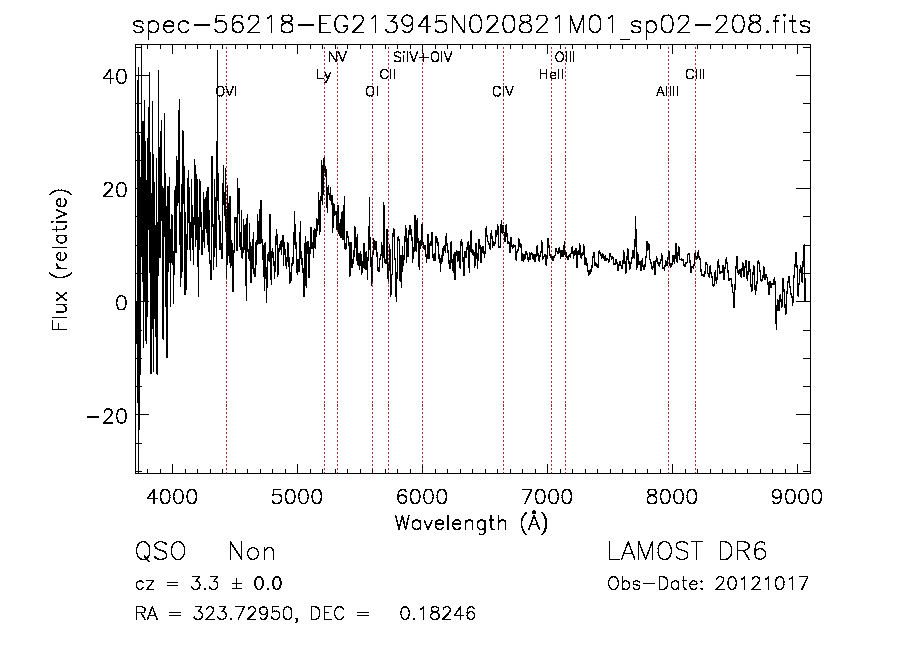 spec-56218-EG213945N020821M01_sp02-208.fits
NV SiIV+OIV OIII
Ly CII HeII CIII
OVI OI CIV AlIII
40
20
0
-20
Flux (relative)
4000 5000 6000 7000 8000 9000
Wavelength (Å)
QSO Non LAMOST DR6
cz = 3.3 ± 0.0 Obs-Date: 20121017
RA = 323.72950, DEC = 0.18246